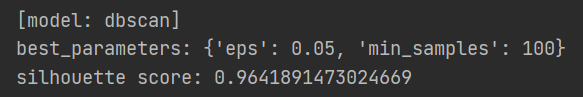 [model: dbscan]
best_parameters: {'eps': 0.05, 'min_samples': 100}
silhouette score: 0.9641891473024669